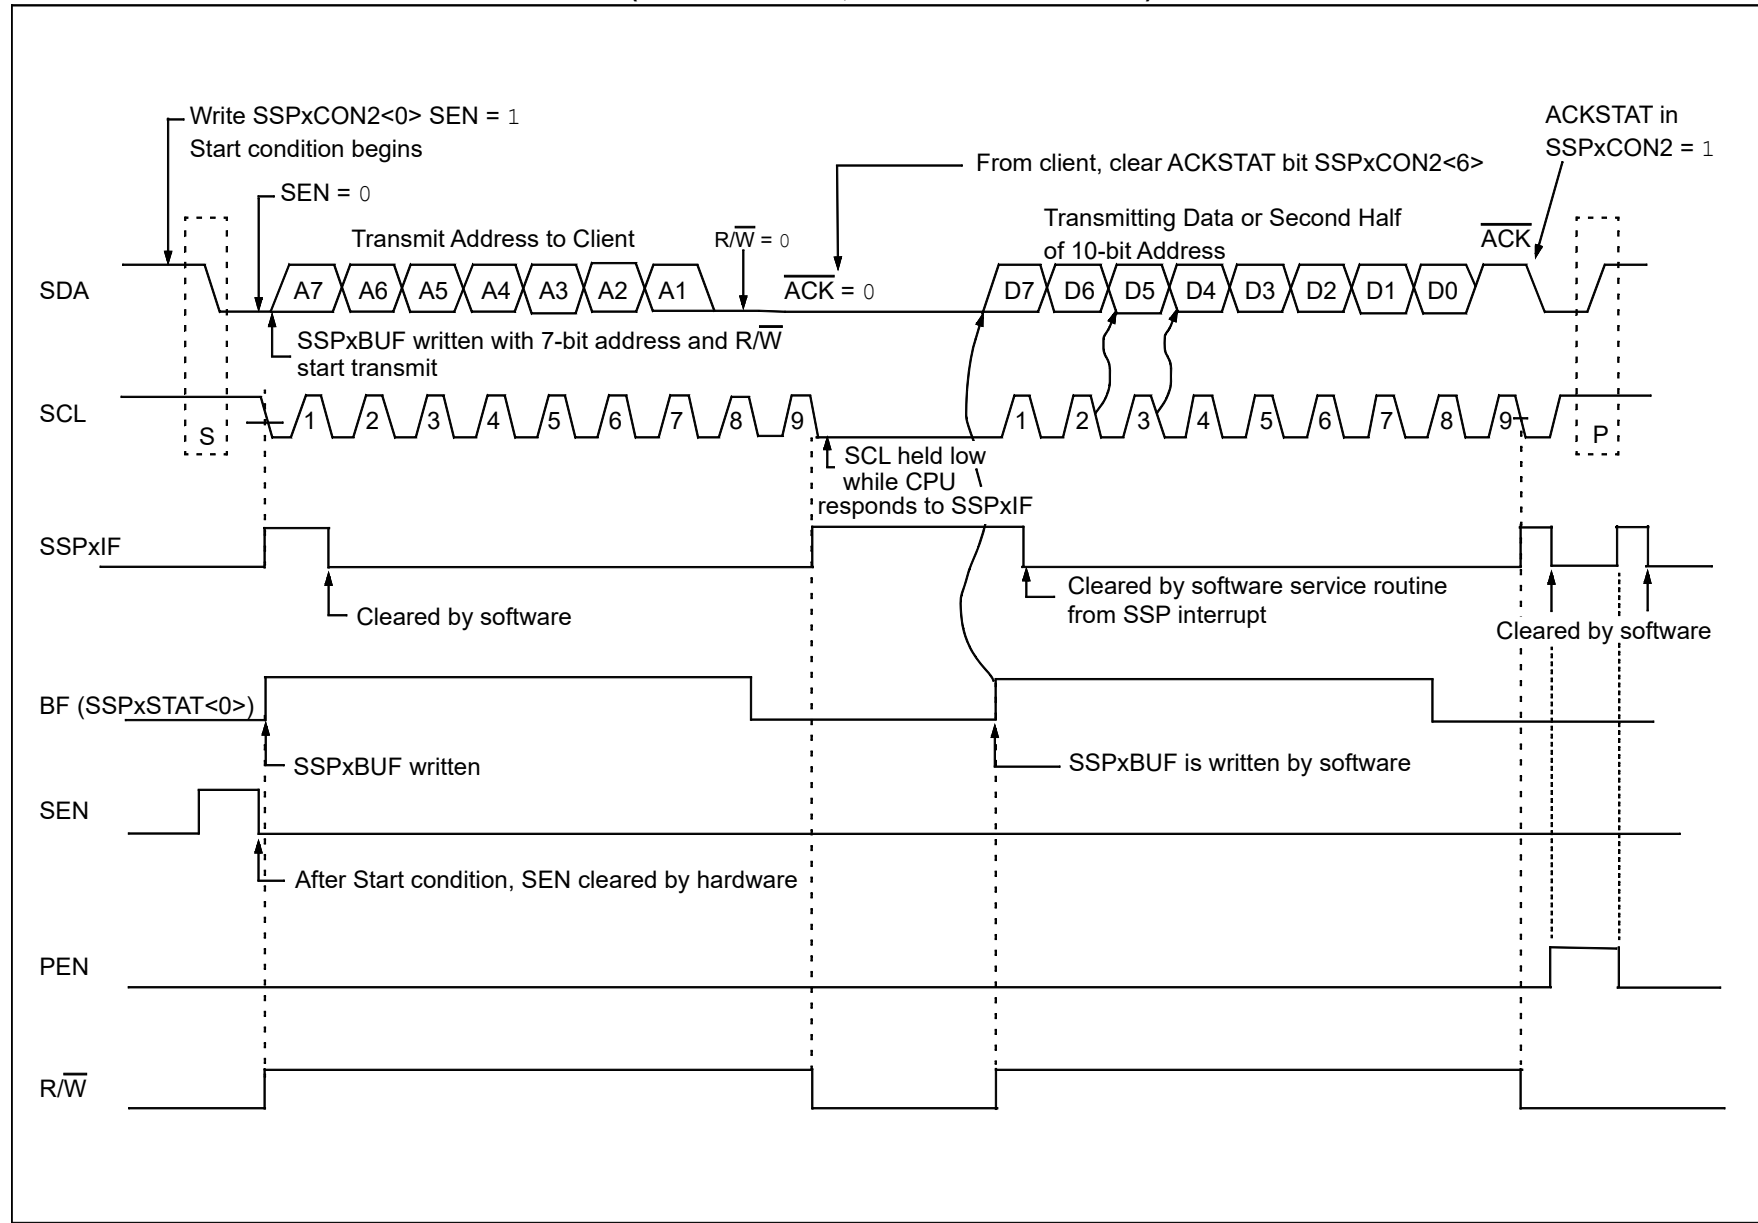 Write SSPxCON2<0> SEN = 1
Start condition begins
ACKSTAT in
SSPxCON2 = 1
From client, clear ACKSTAT bit SSPxCON2<6>
SEN = 0
Transmitting Data or Second Half
of 10-bit Address
Transmit Address to Client
R/W̅ = 0
A̅C̅K̅
SDA
A7 A6 A5 A4 A3 A2 A1
A̅C̅K̅ = 0
D7 D6 D5 D4 D3 D2 D1 D0
SSPxBUF written with 7-bit address and R/W̅
start transmit
SCL
S
1 2 3 4 5 6 7 8 9
1 2 3 4 5 6 7 8 9
P
SCL held low
while CPU
responds to SSPxIF
SSPxIF
Cleared by software
Cleared by software service routine
from SSP interrupt
Cleared by software
BF (SSPxSTAT<0>)
SSPxBUF written
SSPxBUF is written by software
SEN
After Start condition, SEN cleared by hardware
PEN
R/W̅